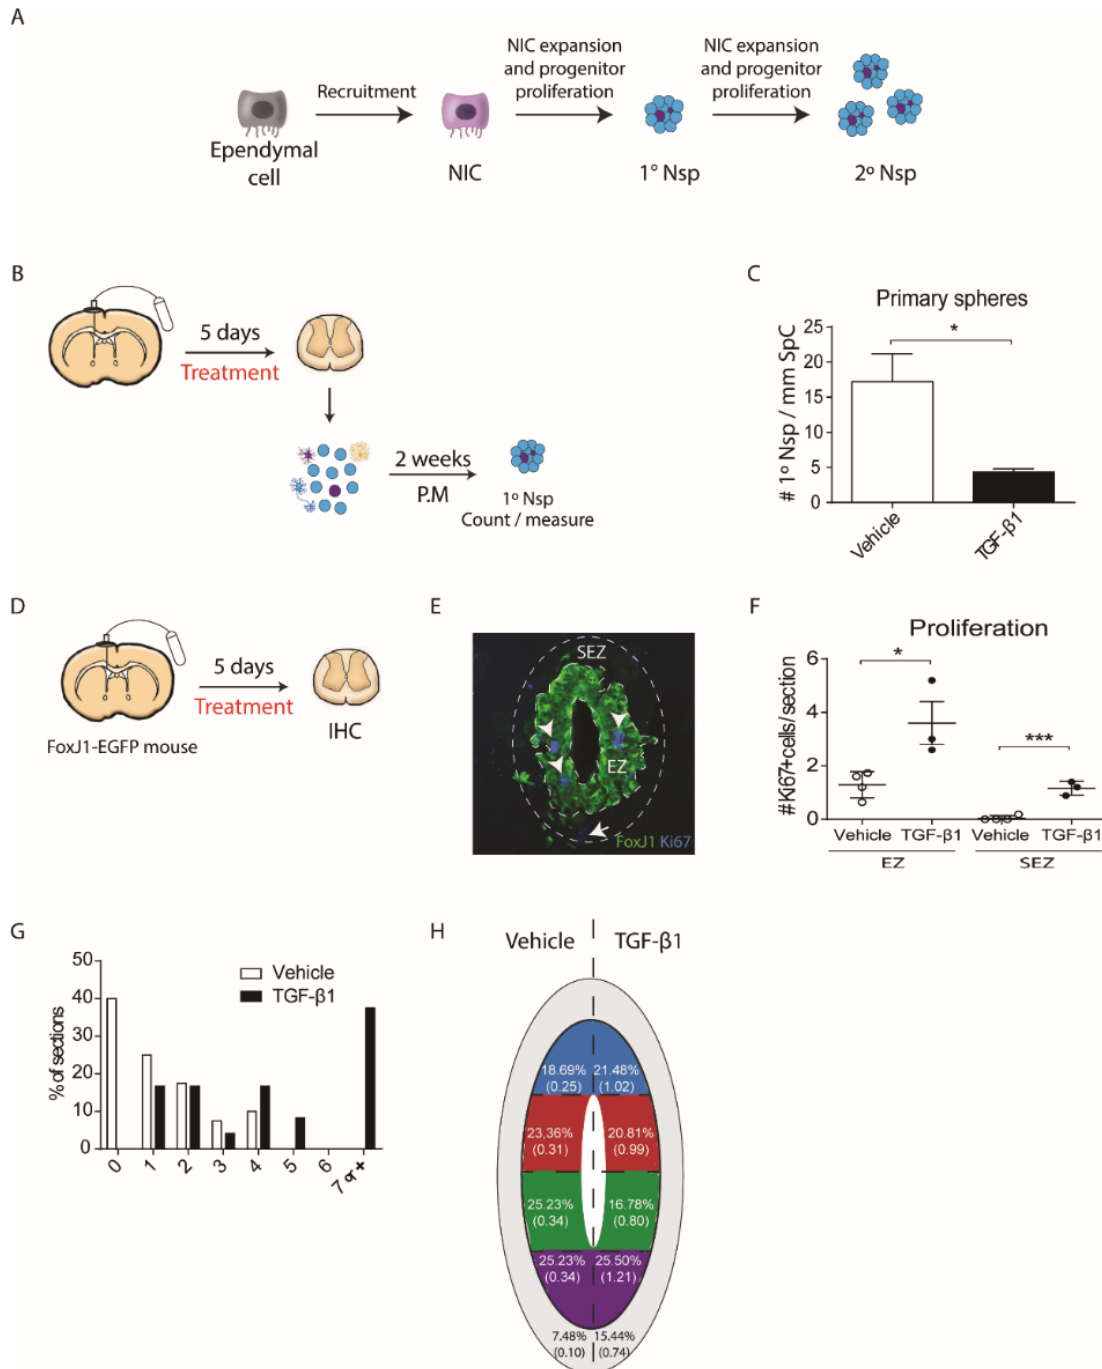 A
Recruitment
NIC expansion
and progenitor
proliferation
NIC expansion
and progenitor
proliferation
Ependymal
cell
NIC
1° Nsp
2º Nsp
B
5 days
Treatment
2 weeks
P.M
1º Nsp
Count / measure
C
Primary spheres
*
# 1º Nsp / mm SpC
25
20
15
10
5
0
Vehicle
TGF-β1
D
5 days
Treatment
FoxJ1-EGFP mouse
IHC
E
SEZ
EZ
FoxJ1 Ki67
F
Proliferation
*
***
#Ki67+cells/section
6
4
2
0
Vehicle TGF-β1 Vehicle TGF-β1
EZ SEZ
G
% of sections
50
40
30
20
10
0
Vehicle
TGF-β1
0 1 2 3 4 5 6 7 or +
H
Vehicle TGF-β1
18.69% 21.48%
(0.25) (1.02)
23,36% 20.81%
(0.31) (0.99)
25.23% 16.78%
(0.34) (0.80)
25.23% 25.50%
(0.34) (1.21)
7.48% 15.44%
(0.10) (0.74)